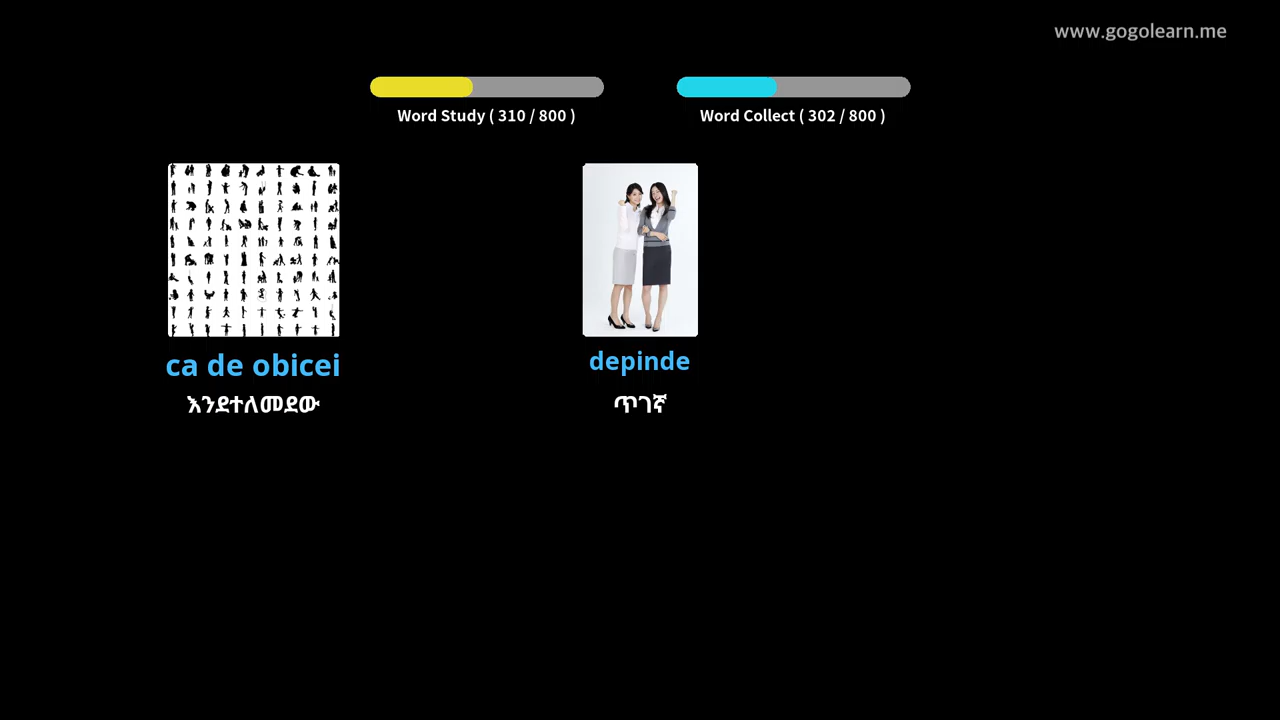 www.gogolearn.me
Word Study ( 310 / 800 )
Word Collect ( 302 / 800 )
ca de obicei
እንደተለመደው
depinde
ጥገኛ